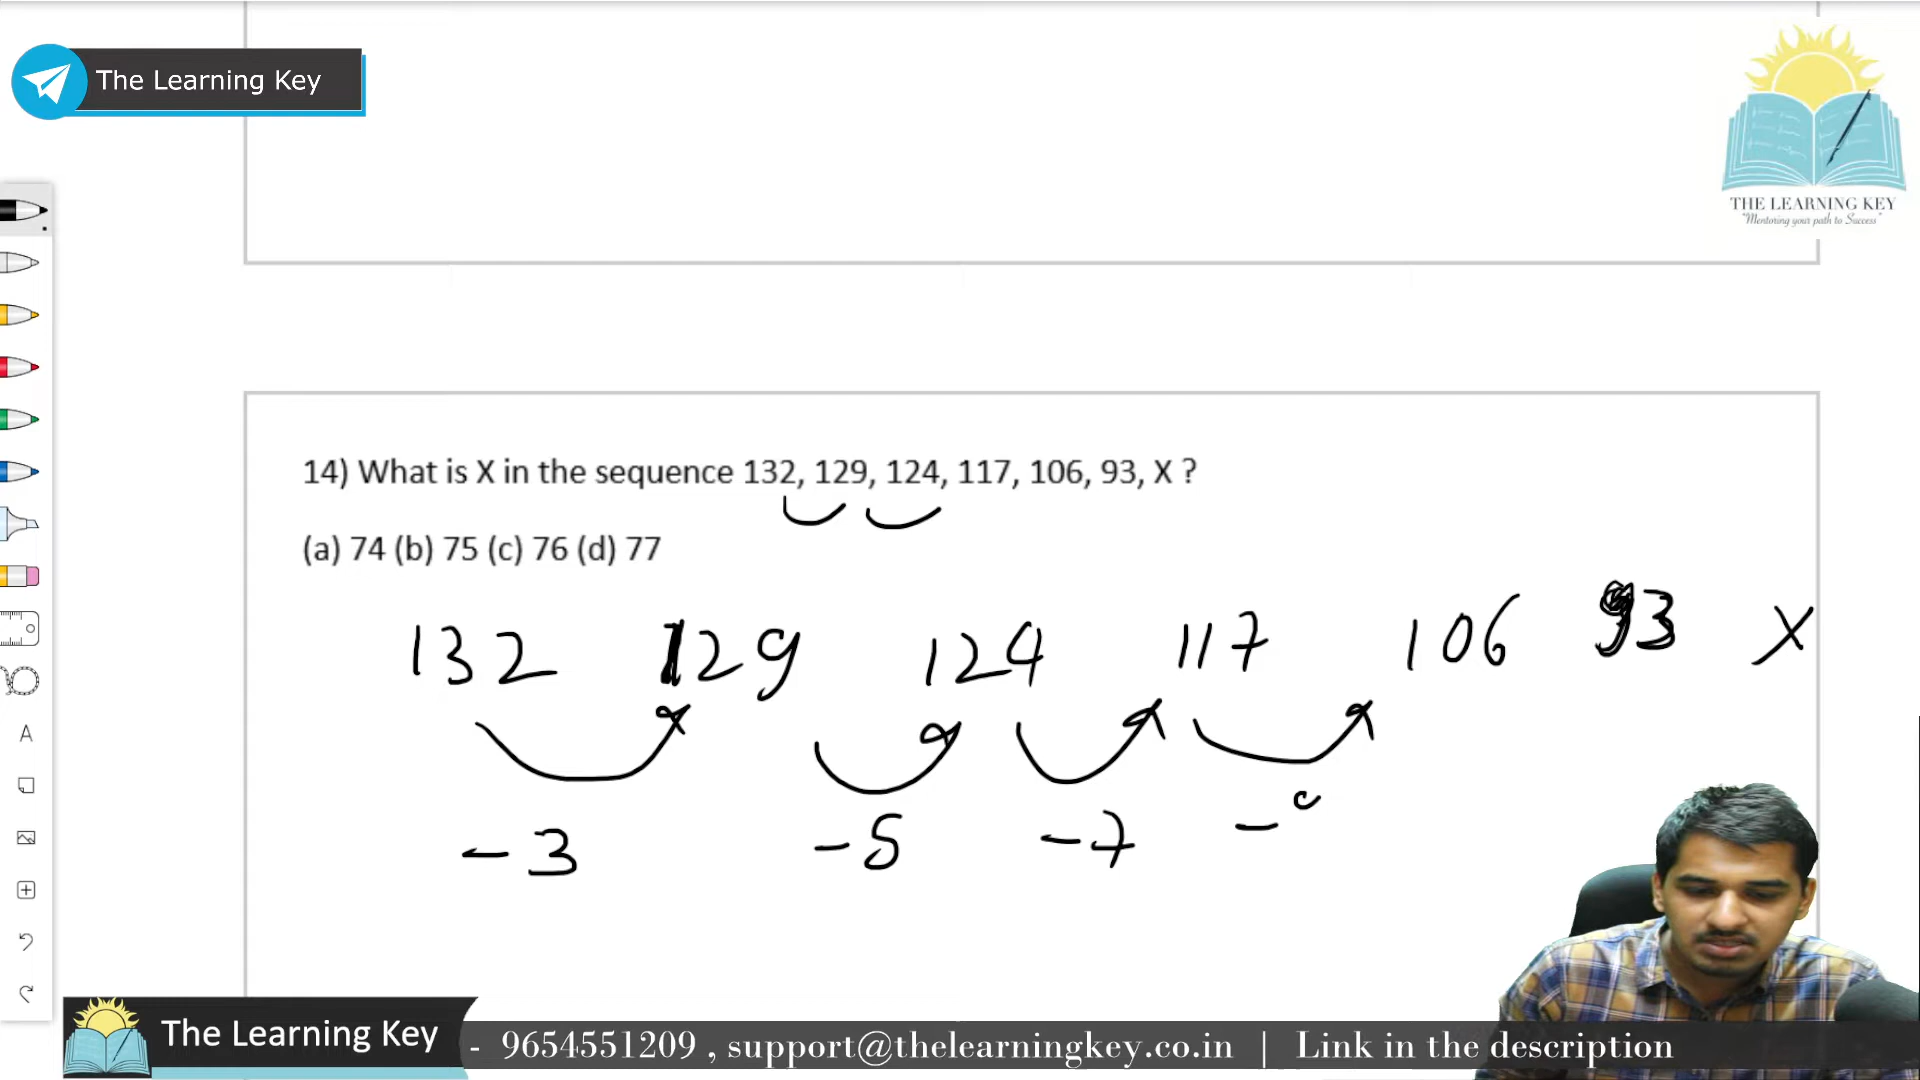 The Learning Key
THE LEARNING KEY
"Mentoring your path to Success"
14) What is X in the sequence 132, 129, 124, 117, 106, 93, X ?
(a) 74 (b) 75 (c) 76 (d) 77
132 129 124 117 106 93 X
-3 -5 -7 -
A
The Learning Key - 9654551209 , support@thelearningkey.co.in | Link in the description